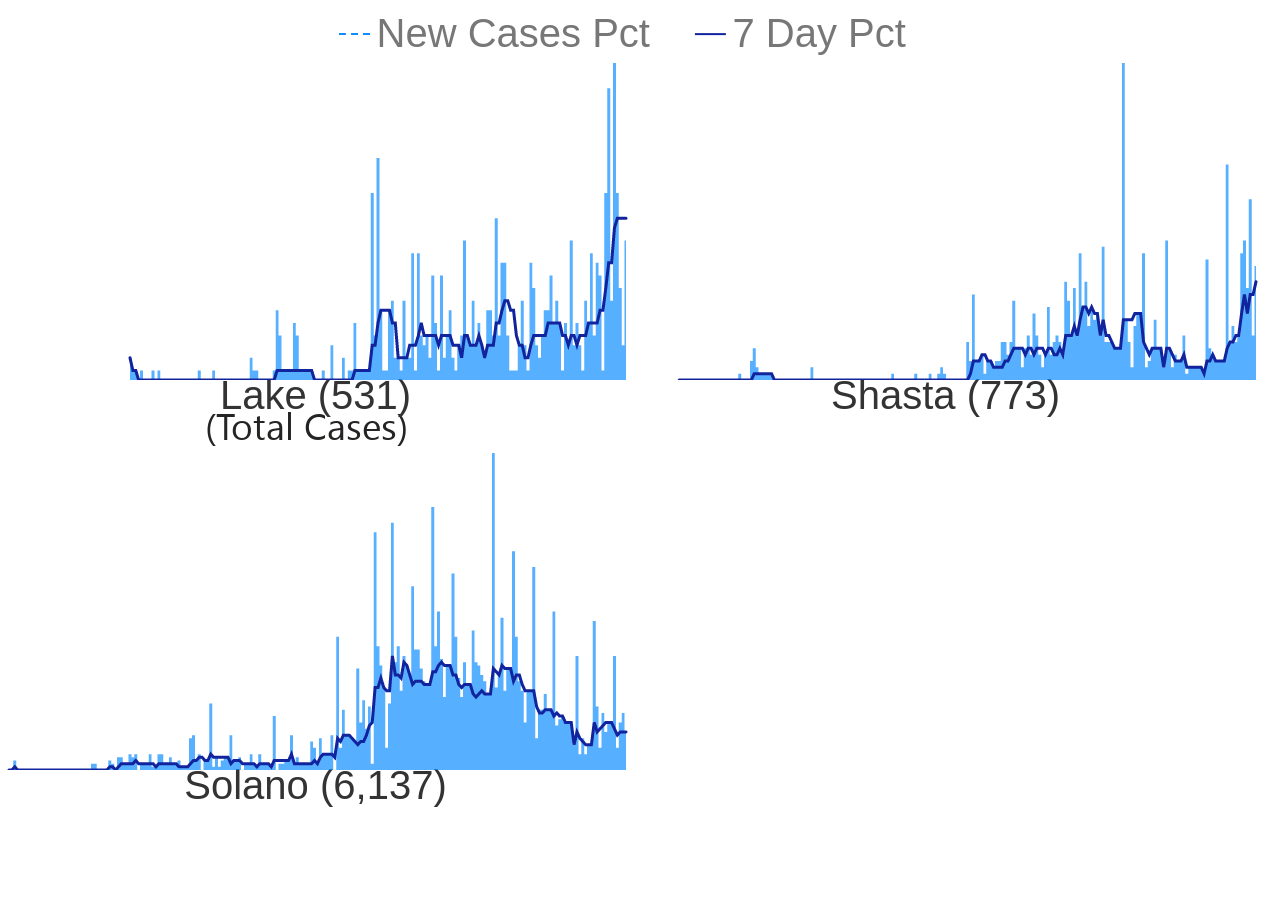 New Cases Pct 7 Day Pct
Lake (531)
(Total Cases)
Shasta (773)
Solano (6,137)